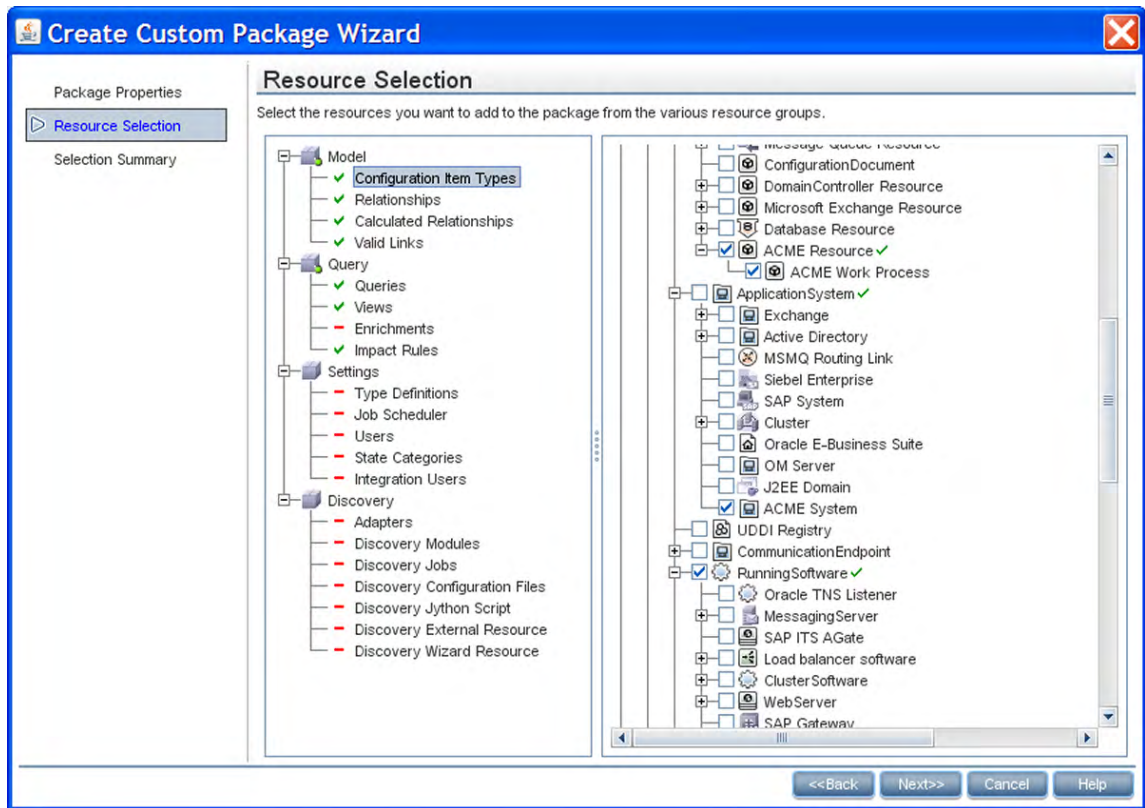 Create Custom Package Wizard
Package Properties
Resource Selection
Selection Summary
Resource Selection
Select the resources you want to add to the package from the various resource groups.
Model
Configuration Item Types
Relationships
Calculated Relationships
Valid Links
Query
Queries
Views
Enrichments
Impact Rules
Settings
Type Definitions
Job Scheduler
Users
State Categories
Integration Users
Discovery
Adapters
Discovery Modules
Discovery Jobs
Discovery Configuration Files
Discovery Jython Script
Discovery External Resource
Discovery Wizard Resource
Message Queue Resource
ConfigurationDocument
DomainController Resource
Microsoft Exchange Resource
Database Resource
ACME Resource
ACME Work Process
ApplicationSystem
Exchange
Active Directory
MSMQ Routing Link
Siebel Enterprise
SAP System
Cluster
Oracle E-Business Suite
OM Server
J2EE Domain
ACME System
UDDI Registry
CommunicationEndpoint
RunningSoftware
Oracle TNS Listener
MessagingServer
SAP ITS AGate
Load balancer software
ClusterSoftware
WebServer
SAP Gateway
<<Back
Next>>
Cancel
Help